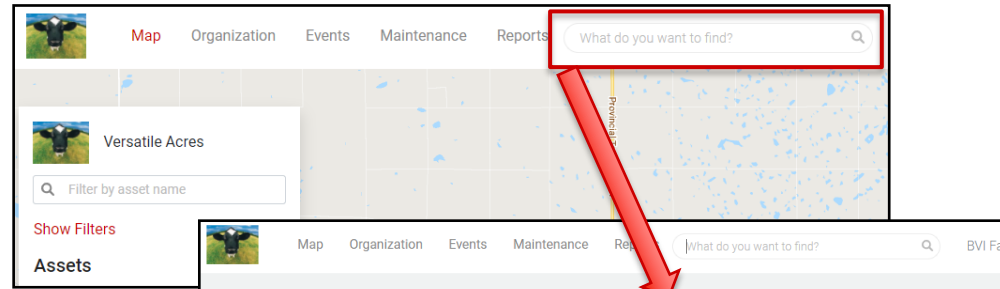 Map Organization Events Maintenance Reports What do you want to find?
Provincial T
Versatile Acres
Filter by asset name
Show Filters
Assets
Map Organization Events Maintenance What do you want to find? BVI Fa